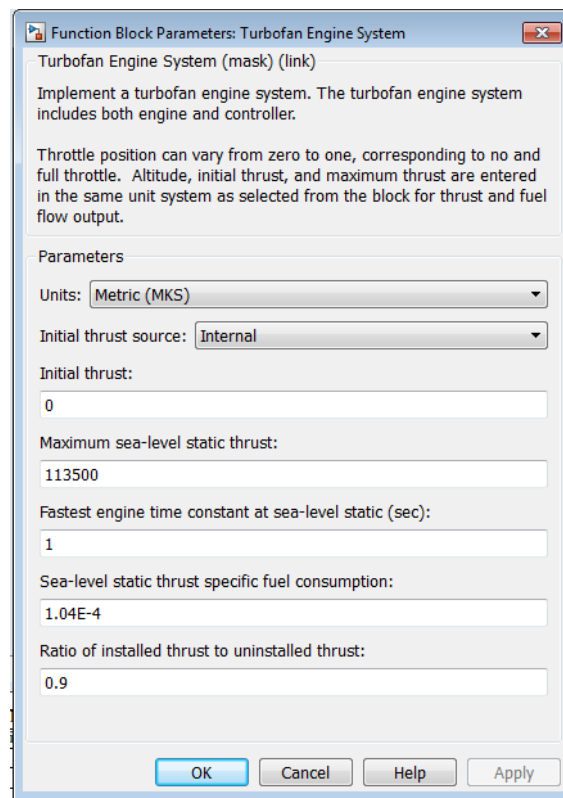 Function Block Parameters: Turbofan Engine System
Turbofan Engine System (mask) (link)
Implement a turbofan engine system. The turbofan engine system
includes both engine and controller.
Throttle position can vary from zero to one, corresponding to no and
full throttle.  Altitude, initial thrust, and maximum thrust are entered
in the same unit system as selected from the block for thrust and fuel
flow output.
Parameters
Units: Metric (MKS)
Initial thrust source: Internal
Initial thrust:
0
Maximum sea-level static thrust:
113500
Fastest engine time constant at sea-level static (sec):
1
Sea-level static thrust specific fuel consumption:
1.04E-4
Ratio of installed thrust to uninstalled thrust:
0.9
OK Cancel Help Apply